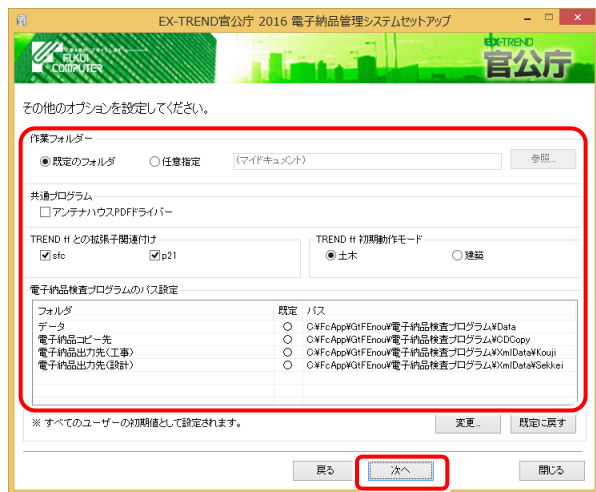 EX-TREND官公庁 2016 電子納品管理システムセットアップ
FUKUI
COMPUTER
EX-TREND
官公庁
その他のオプションを設定してください。
作業フォルダー
既定のフォルダ 任意指定 (マイドキュメント) 参照...
共通プログラム
アンテナハウスPDFドライバー
TREND ff との拡張子関連付け TREND ff 初期動作モード
sfc p21 土木 建築
電子納品検査プログラムのパス設定
フォルダ 既定 パス
データ ○ C:¥FcApp¥GtFEnou¥電子納品検査プログラム¥Data
電子納品コピー先 ○ C:¥FcApp¥GtFEnou¥電子納品検査プログラム¥CDCopy
電子納品出力先(工事) ○ C:¥FcApp¥GtFEnou¥電子納品検査プログラム¥XmlData¥Kouji
電子納品出力先(設計) ○ C:¥FcApp¥GtFEnou¥電子納品検査プログラム¥XmlData¥Sekkei
※ すべてのユーザーの初期値として設定されます。 変更... 既定に戻す
戻る 次へ 閉じる